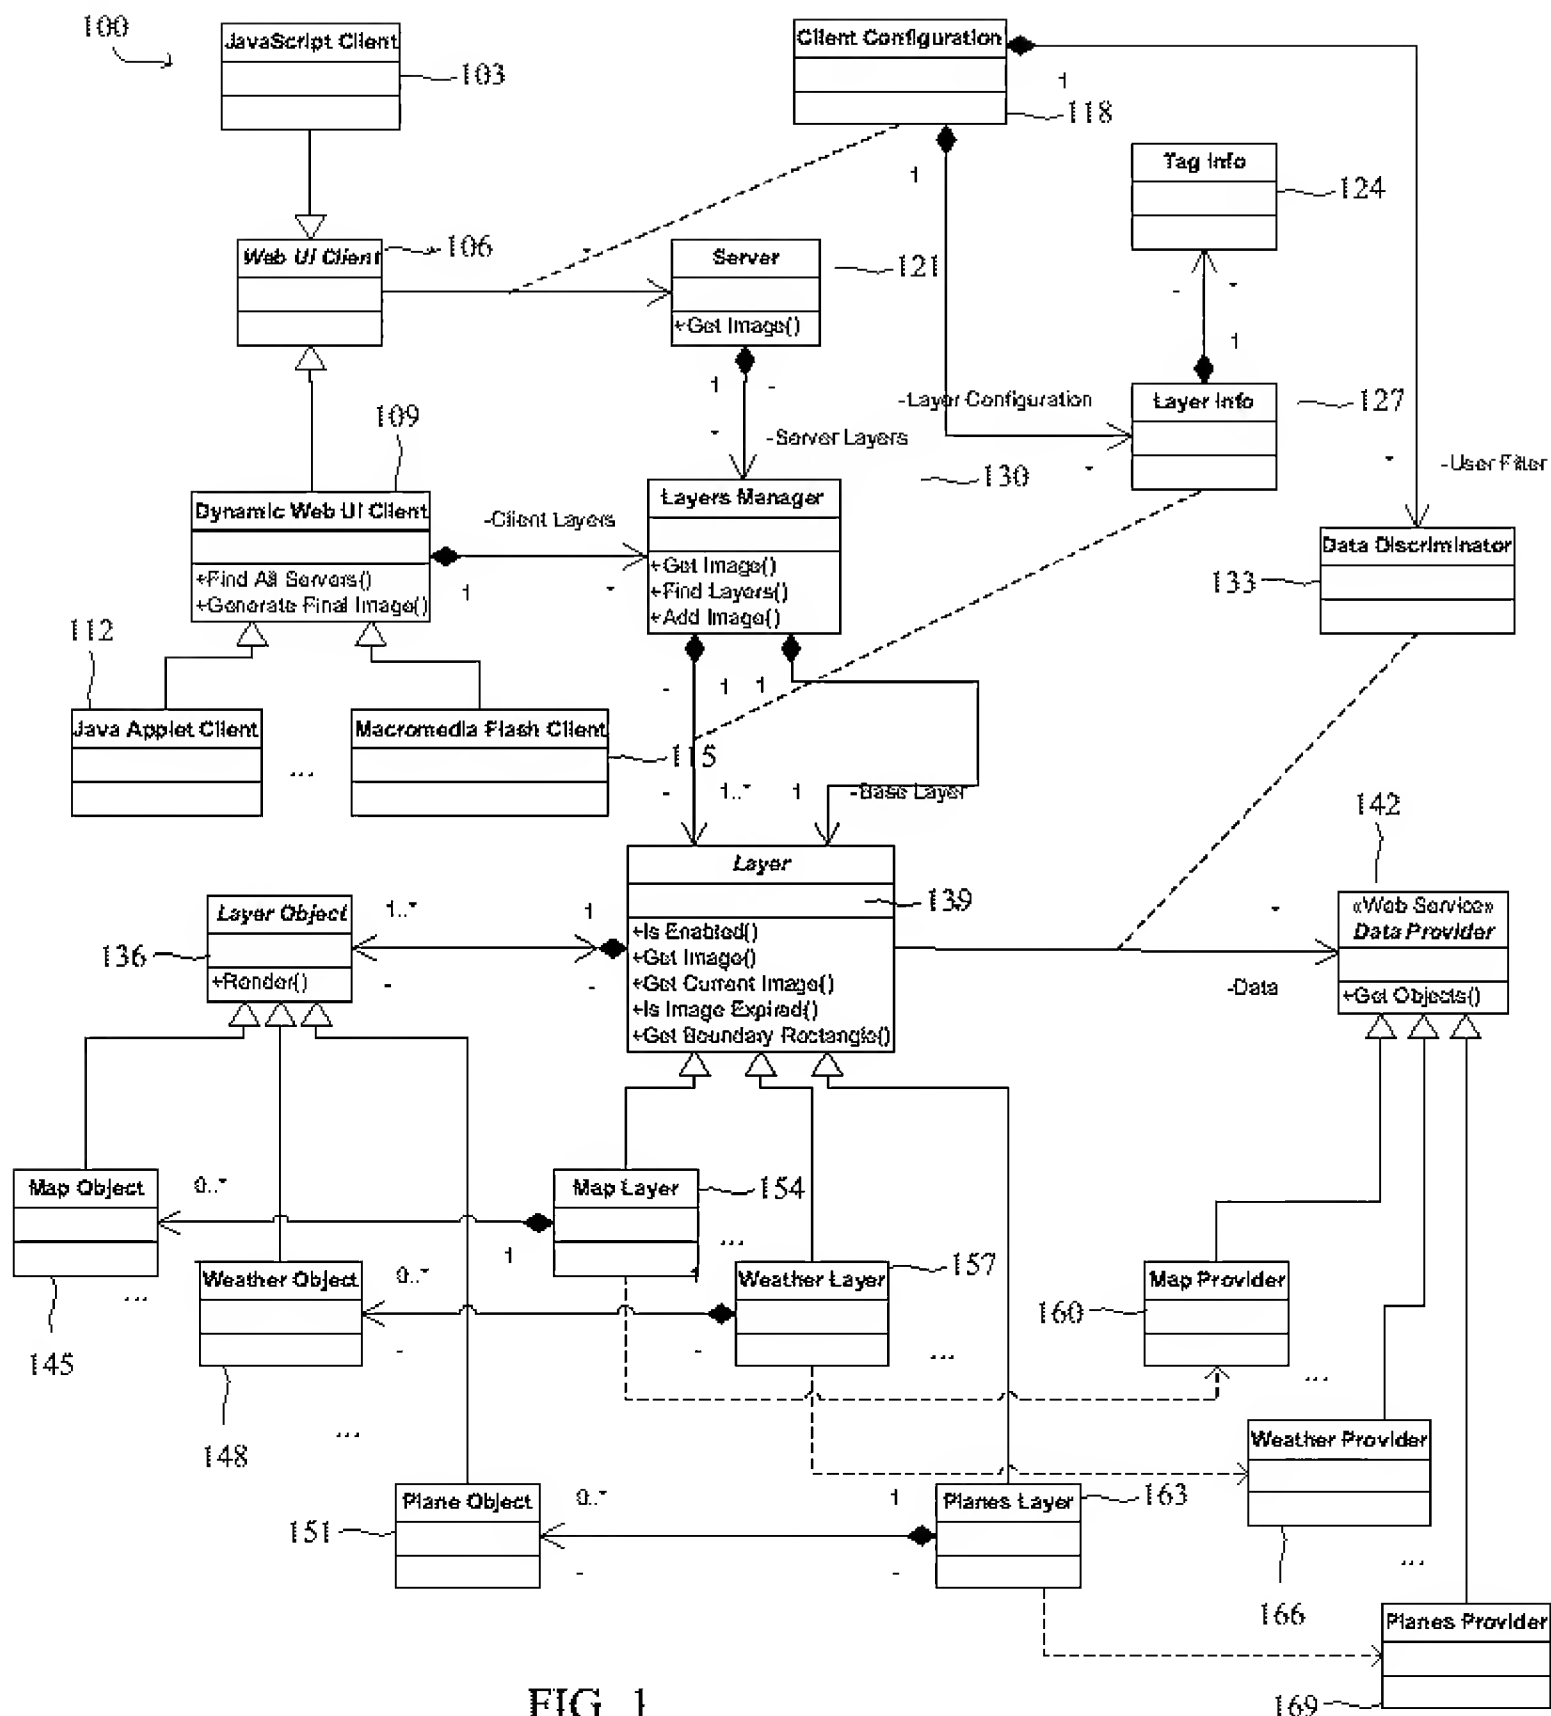 100
JavaScript Client
103
Client Configuration
1
118
1
Tag Info
124
Web UI Client
106
*
Server
121
+Get Image()
-
*
1
1
-
-Layer Configuration
Layer Info
127
109
*
-Server Layers
130
*
*
-User Filter
Dynamic Web UI Client
-Client Layers
Layers Manager
+Find All Servers()
+Generate Final Image()
1
*
+Get Image()
+Find Layers()
+Add Image()
Data Discriminator
133
112
-
1
1
Java Applet Client
...
Macromedia Flash Client
115
-
1..*
1
-Base Layer
142
Layer
139
Layer Object
1..*
1
*
«Web Service»
Data Provider
136
+Render()
-
-
+Is Enabled()
+Get Image()
+Get Current Image()
+Is Image Expired()
+Get Boundary Rectangle()
-Data
+Get Objects()
Map Object
0..*
Map Layer
154
1
...
145
...
Weather Object
0..*
1
Weather Layer
157
-
-
...
Map Provider
160
...
148
...
Weather Provider
166
...
Plane Object
151
0..*
1
Planes Layer
163
-
-
Planes Provider
169
FIG. 1